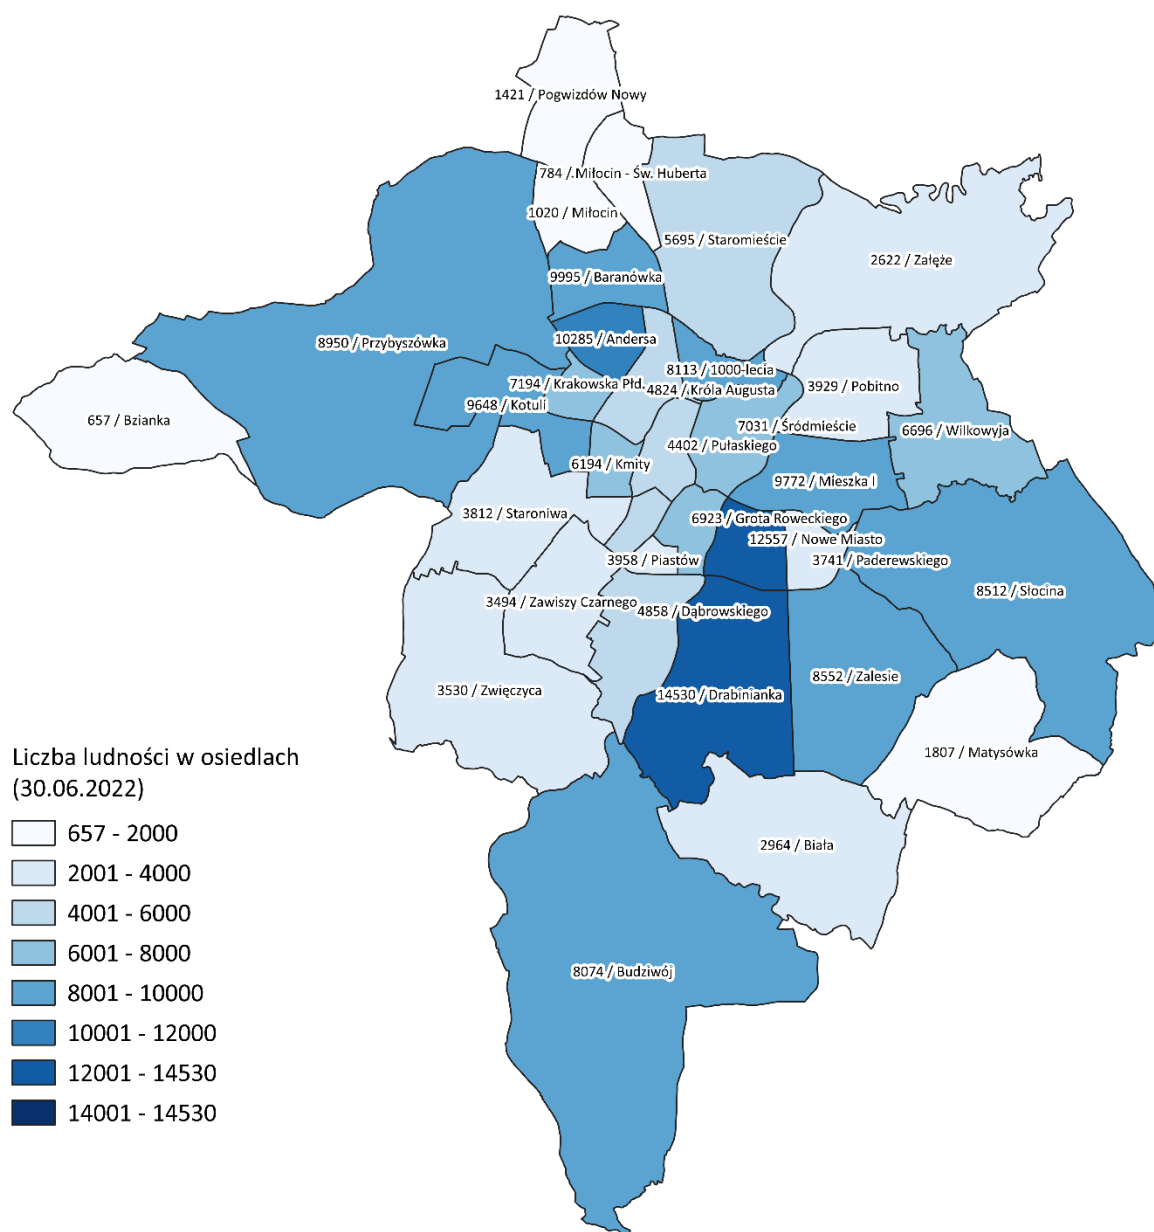 1421 / Pogwizdów Nowy
784 / Miłocin - Św. Huberta
1020 / Miłocin
5695 / Staromieście
2622 / Załęże
9995 / Baranówka
10285 / Andersa
8950 / Przybyszówka
8113 / 1000-lecia
7194 / Krakowska Płd.
4824 / Króla Augusta
3929 / Pobitno
9648 / Kotuli
657 / Bzianka
7031 / Śródmieście
6696 / Wilkowyja
4402 / Pułaskiego
6194 / Kmity
9772 / Mieszka I
3812 / Staroniwa
6923 / Grota Roweckiego
12557 / Nowe Miasto
3958 / Piastów
3741 / Paderewskiego
8512 / Słocina
3494 / Zawiszy Czarnego
4858 / Dąbrowskiego
8552 / Zalesie
3530 / Zwięczyca
14530 / Drabinianka
1807 / Matysówka
2964 / Biała
8074 / Budziwój
Liczba ludności w osiedlach
(30.06.2022)
657 - 2000
2001 - 4000
4001 - 6000
6001 - 8000
8001 - 10000
10001 - 12000
12001 - 14530
14001 - 14530